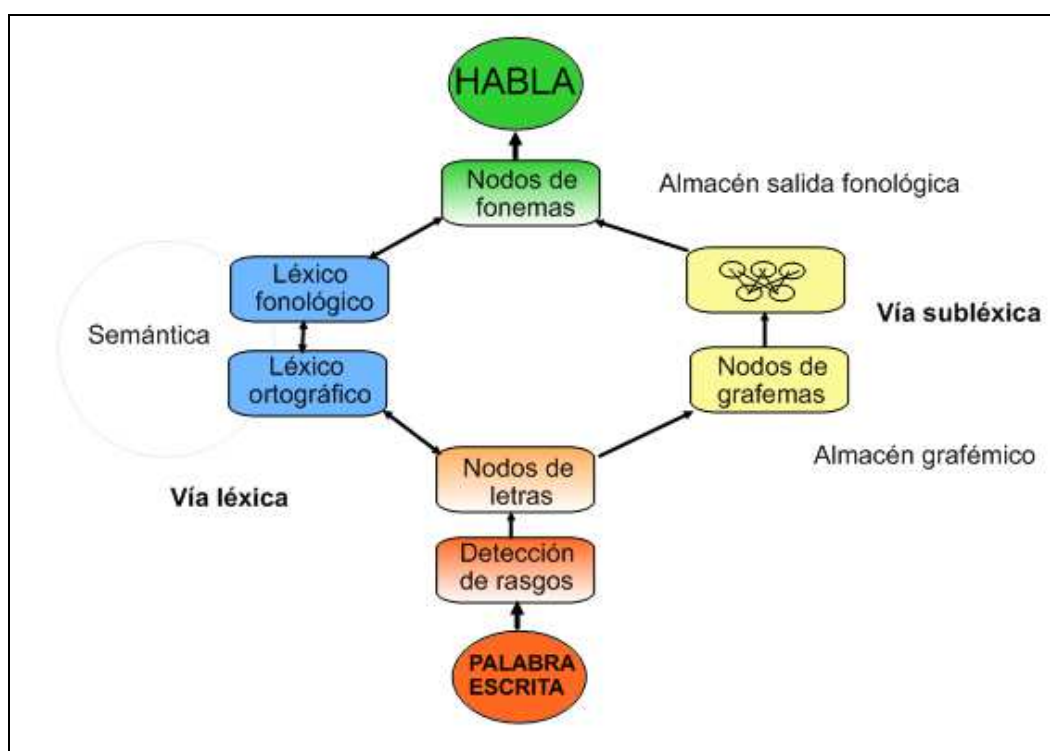 HABLA
Nodos de
fonemas
Almacén salida fonológica
Léxico
fonológico
Vía subléxica
Semántica
Léxico
ortográfico
Nodos de
grafemas
Almacén grafémico
Nodos de
letras
Vía léxica
Detección
de rasgos
PALABRA
ESCRITA